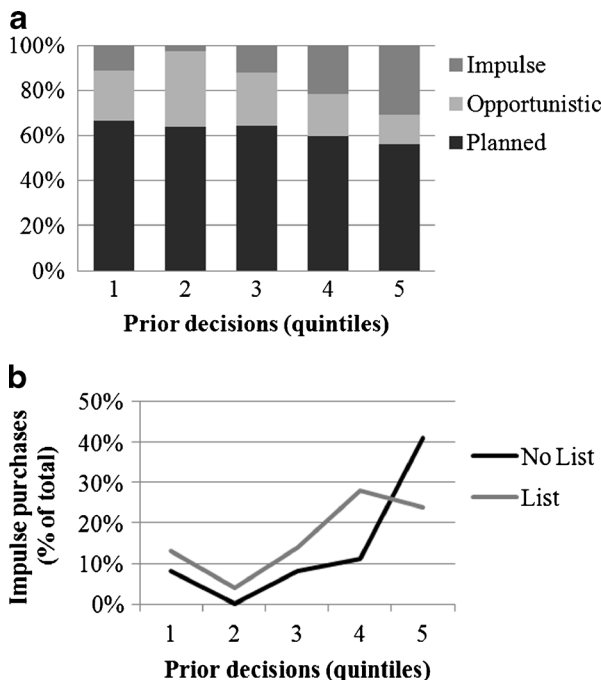 a
100%
80%
60%
40%
20%
0%
1 2 3 4 5
Prior decisions (quintiles)
Impulse
Opportunistic
Planned
b
Impulse purchases
(% of total)
50%
40%
30%
20%
10%
0%
1 2 3 4 5
Prior decisions (quintiles)
No List
List